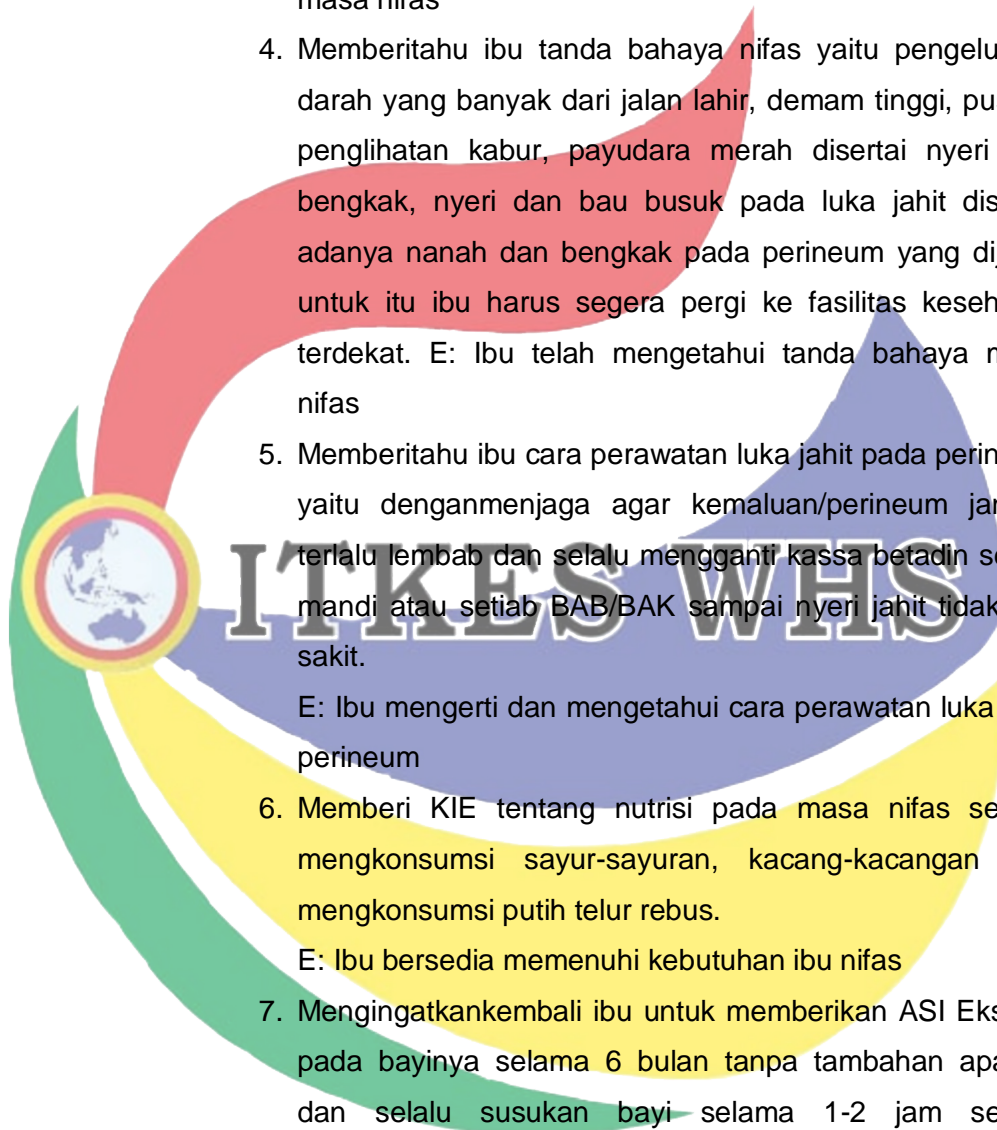 masa nifas
4. Memberitahu ibu tanda bahaya nifas yaitu pengelu
darah yang banyak dari jalan lahir, demam tinggi, pu
penglihatan kabur, payudara merah disertai nyeri
bengkak, nyeri dan bau busuk pada luka jahit dis
adanya nanah dan bengkak pada perineum yang dij
untuk itu ibu harus segera pergi ke fasilitas keseh
terdekat. E: Ibu telah mengetahui tanda bahaya m
nifas
5. Memberitahu ibu cara perawatan luka jahit pada perin
yaitu denganmenjaga agar kemaluan/perineum jan
terlalu lembab dan selalu mengganti kassa betadin se
ITKES WHS
mandi atau setiab BAB/BAK sampai nyeri jahit tidak
sakit.
E: Ibu mengerti dan mengetahui cara perawatan luka
perineum
6. Memberi KIE tentang nutrisi pada masa nifas se
mengkonsumsi sayur-sayuran, kacang-kacangan
mengkonsumsi putih telur rebus.
E: Ibu bersedia memenuhi kebutuhan ibu nifas
7. Mengingatkankembali ibu untuk memberikan ASI Eks
pada bayinya selama 6 bulan tanpa tambahan apa
dan selalu susukan bayi selama 1-2 jam se